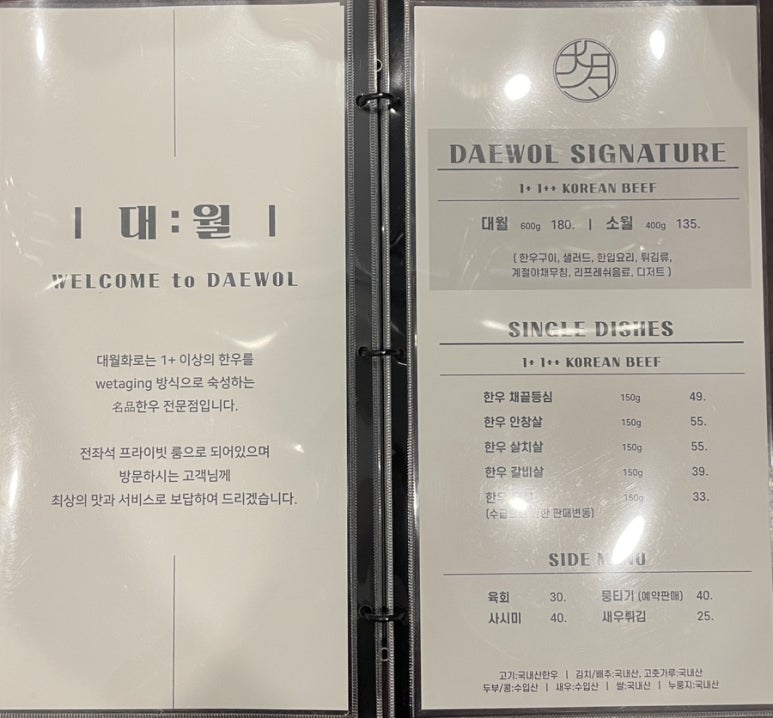 | 대:월 |
WELCOME to DAEWOL
대월화로는 1+ 이상의 한우를
wetaging 방식으로 숙성하는
名品한우 전문점입니다.
전좌석 프라이빗 룸으로 되어있으며
방문하시는 고객님께
최상의 맛과 서비스로 보답하여 드리겠습니다.
DAEWOL SIGNATURE
1+ 1++ KOREAN BEEF
대월 600g 180. | 소월 400g 135.
(한우구이, 샐러드, 한입요리, 튀김류,
계절야채무침, 리프레쉬음료, 디저트)
SINGLE DISHES
1+ 1++ KOREAN BEEF
한우 채끝등심 150g 49.
한우 안창살 150g 55.
한우 살치살 150g 55.
한우 갈비살 150g 39.
한우 150g 33.
판매변동)
SIDE MENU
육회 30. 뭉티기 (예약판매) 40.
사시미 40. 새우튀김 25.
고기:국내산한우 | 김치/배추:국내산, 고춧가루:국내산
두부/콩:수입산 | 새우:수입산 | 쌀:국내산 | 누룽지:국내산